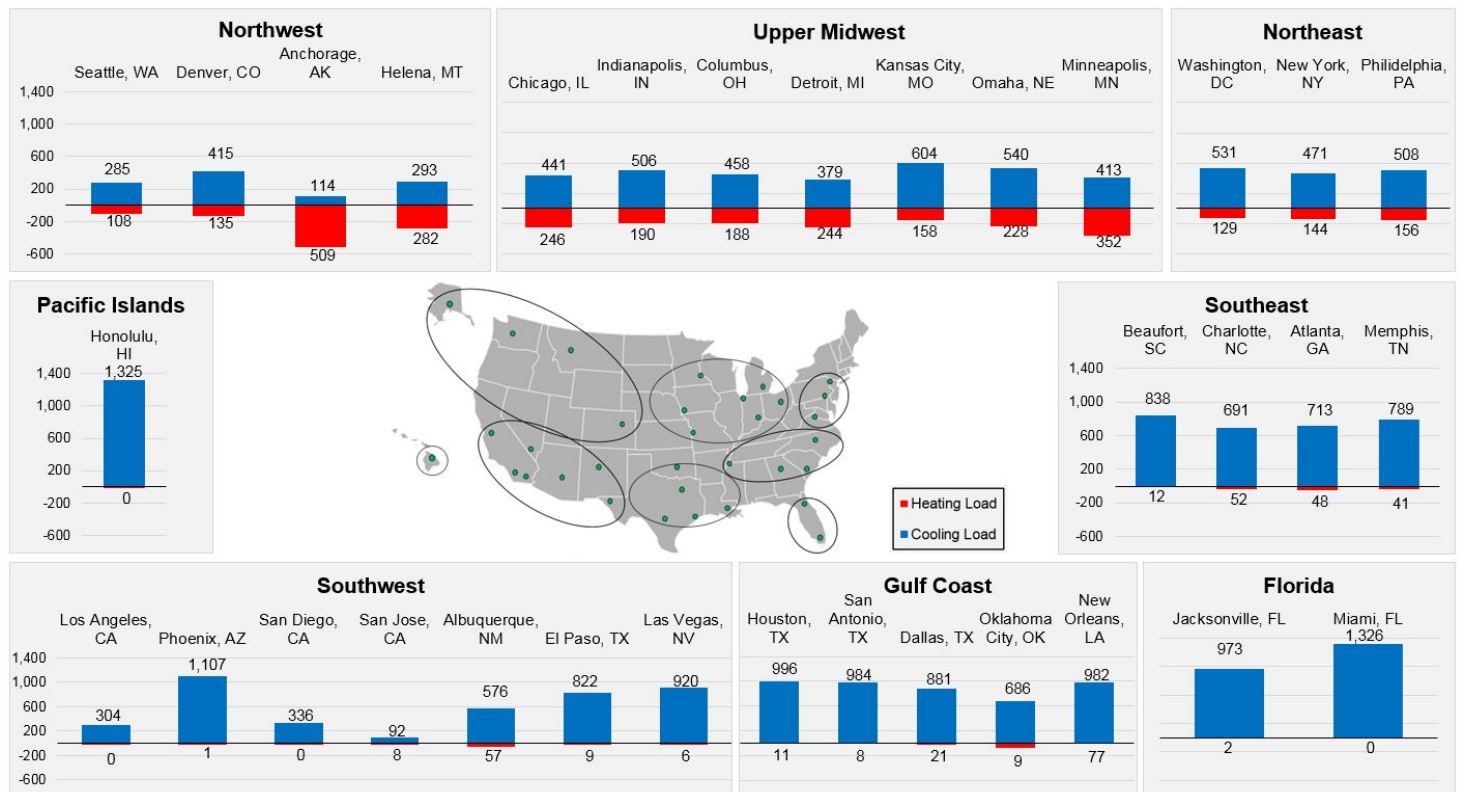 Northwest
Seattle, WA
Denver, CO
Anchorage,
AK
Helena, MT
1,400
1,000
600
200
-200
-600
285
415
114
293
108
135
509
282
Upper Midwest
Chicago, IL
Indianapolis,
IN
Columbus,
OH
Detroit, MI
Kansas City,
MO
Omaha, NE
Minneapolis,
MN
441
506
458
379
604
540
413
246
190
188
244
158
228
352
Northeast
Washington,
DC
New York,
NY
Philidelphia,
PA
531
471
508
129
144
156
Pacific Islands
Honolulu,
HI
1,400
1,000
600
200
-200
-600
1,325
0
Heating Load
Cooling Load
Southeast
Beaufort,
SC
Charlotte,
NC
Atlanta,
GA
Memphis,
TN
1,400
1,000
600
200
-200
-600
838
691
713
789
12
52
48
41
Southwest
Los Angeles,
CA
Phoenix, AZ
San Diego,
CA
San Jose,
CA
Albuquerque,
NM
El Paso, TX
Las Vegas,
NV
1,400
1,000
600
200
-200
-600
304
1,107
336
92
576
822
920
0
1
0
8
57
9
6
Gulf Coast
Houston,
TX
San
Antonio,
TX
Dallas, TX
Oklahoma
City, OK
New
Orleans,
LA
996
984
881
686
982
11
8
21
9
77
Florida
Jacksonville, FL
Miami, FL
973
1,326
2
0